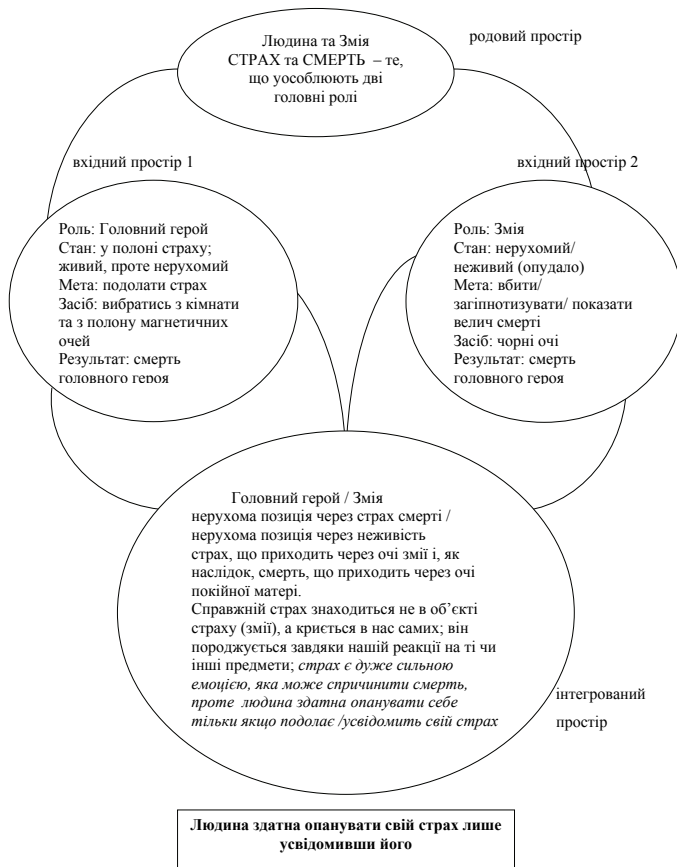 Людина та Змія
СТРАХ та СМЕРТЬ – те,
що уособлюють дві
головні ролі
родовий простір
вхідний простір 1
вхідний простір 2
Роль: Головний герой
Стан: у полоні страху;
живий, проте нерухомий
Мета: подолати страх
Засіб: вибратись з кімнати
та з полону магнетичних
очей
Результат: смерть
головного героя
Роль: Змія
Стан: нерухомий/
неживий (опудало)
Мета: вбити/
загіпнотизувати/ показати
велич смерті
Засіб: чорні очі
Результат: смерть
головного героя
Головний герой / Змія
нерухома позиція через страх смерті /
нерухома позиція через неживість
страх, що приходить через очі змії і, як
наслідок, смерть, що приходить через очі
покійної матері.
Справжній страх знаходиться не в об’єкті
страху (змії), а криється в нас самих; він
породжується завдяки нашій реакції на ті чи
інші предмети; страх є дуже сильною
емоцією, яка може спричинити смерть,
проте людина здатна опанувати себе
тільки якщо подолає /усвідомить свій страх
інтегрований
простір
Людина здатна опанувати свій страх лише
усвідомивши його